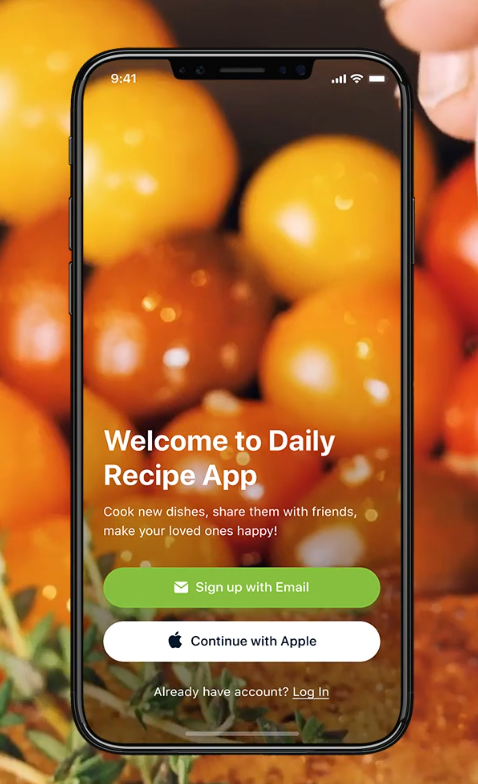 9:41
Welcome to Daily
Recipe App
Cook new dishes, share them with friends,
make your loved ones happy!
Sign up with Email
Continue with Apple
Already have account? Log In